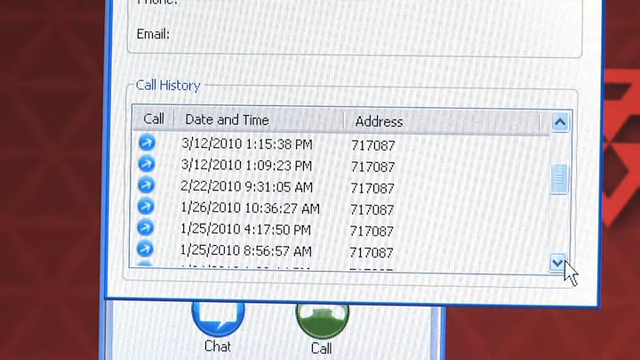 Phone:
Email:
Call History
Call Date and Time Address
3/12/2010 1:15:38 PM 717087
3/12/2010 1:09:23 PM 717087
2/22/2010 9:31:05 AM 717087
1/26/2010 10:36:27 AM 717087
1/25/2010 4:17:50 PM 717087
1/25/2010 8:56:57 AM 717087
717087
Chat Call